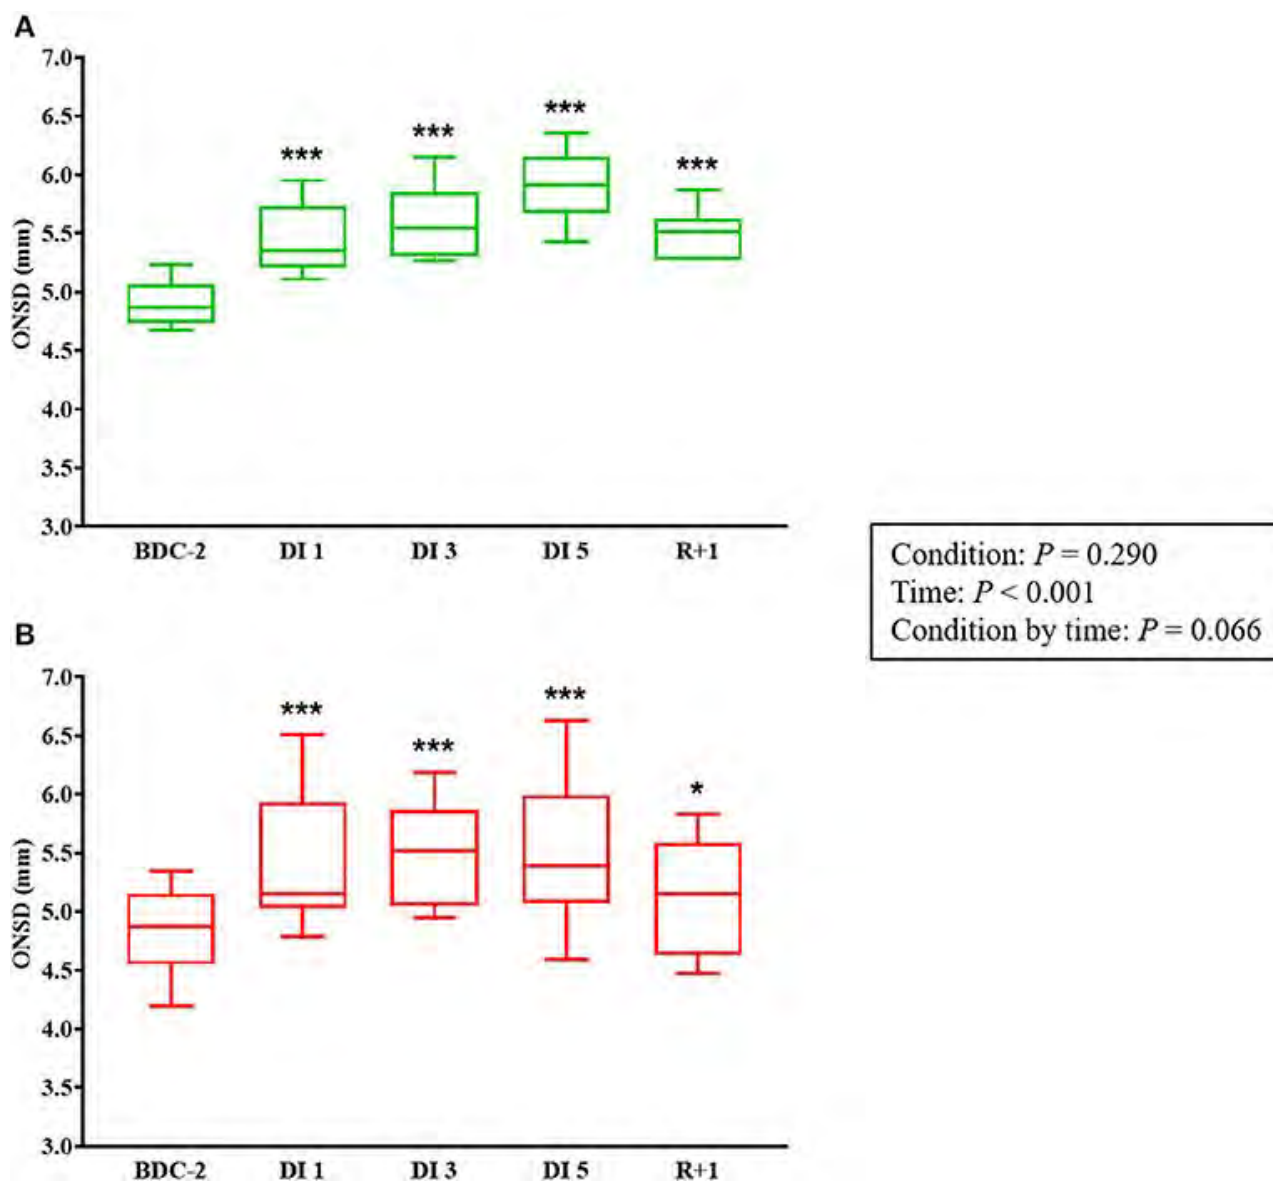 A
7.0
6.5
6.0
5.5
5.0
4.5
4.0
3.5
3.0
ONSD (mm)
***
***
***
***
BDC-2 DI 1 DI 3 DI 5 R+1
Condition: P = 0.290
Time: P < 0.001
Condition by time: P = 0.066
B
7.0
6.5
6.0
5.5
5.0
4.5
4.0
3.5
3.0
ONSD (mm)
***
***
***
*
BDC-2 DI 1 DI 3 DI 5 R+1